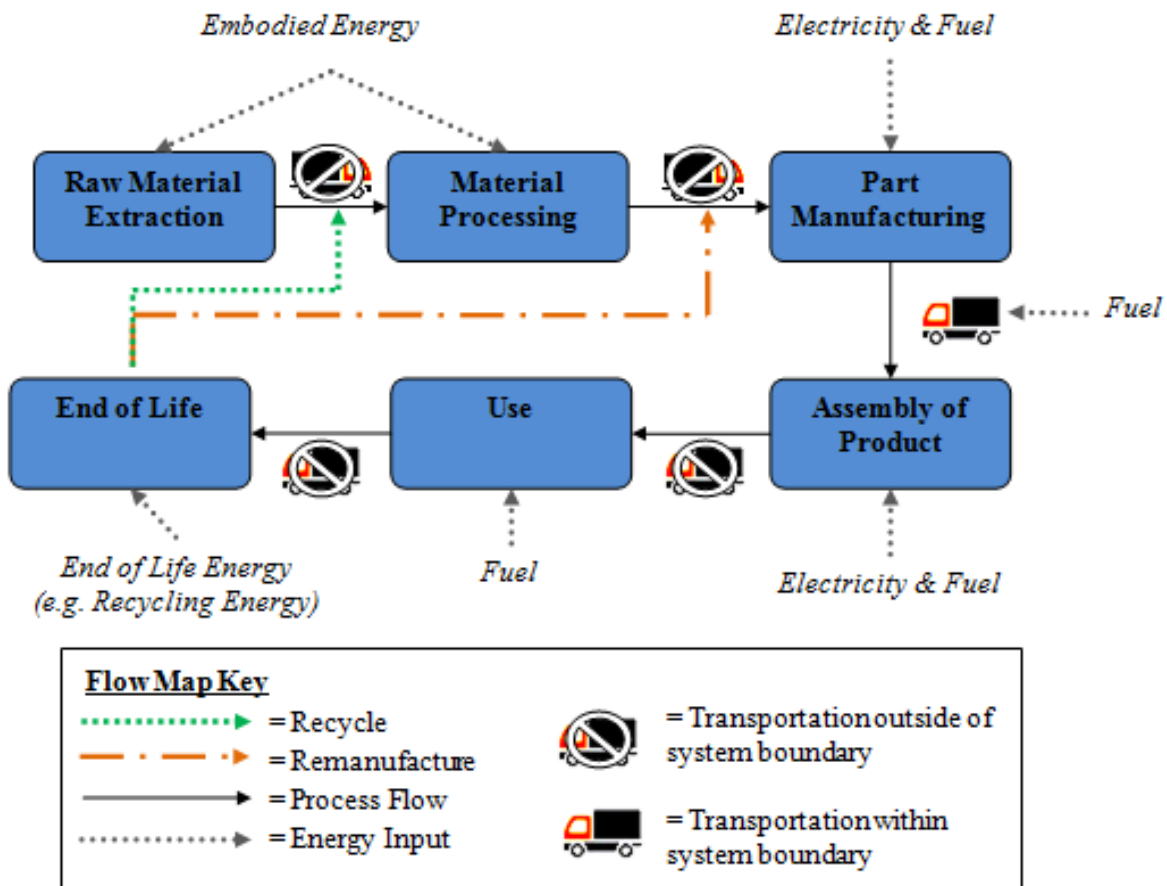 Embodied Energy
Electricity & Fuel
Raw Material
Extraction
Material
Processing
Part
Manufacturing
Fuel
End of Life
Use
Assembly of
Product
End of Life Energy
(e.g. Recycling Energy)
Fuel
Electricity & Fuel
Flow Map Key
= Recycle
= Remanufacture
= Process Flow
= Energy Input
= Transportation outside of
system boundary
= Transportation within
system boundary